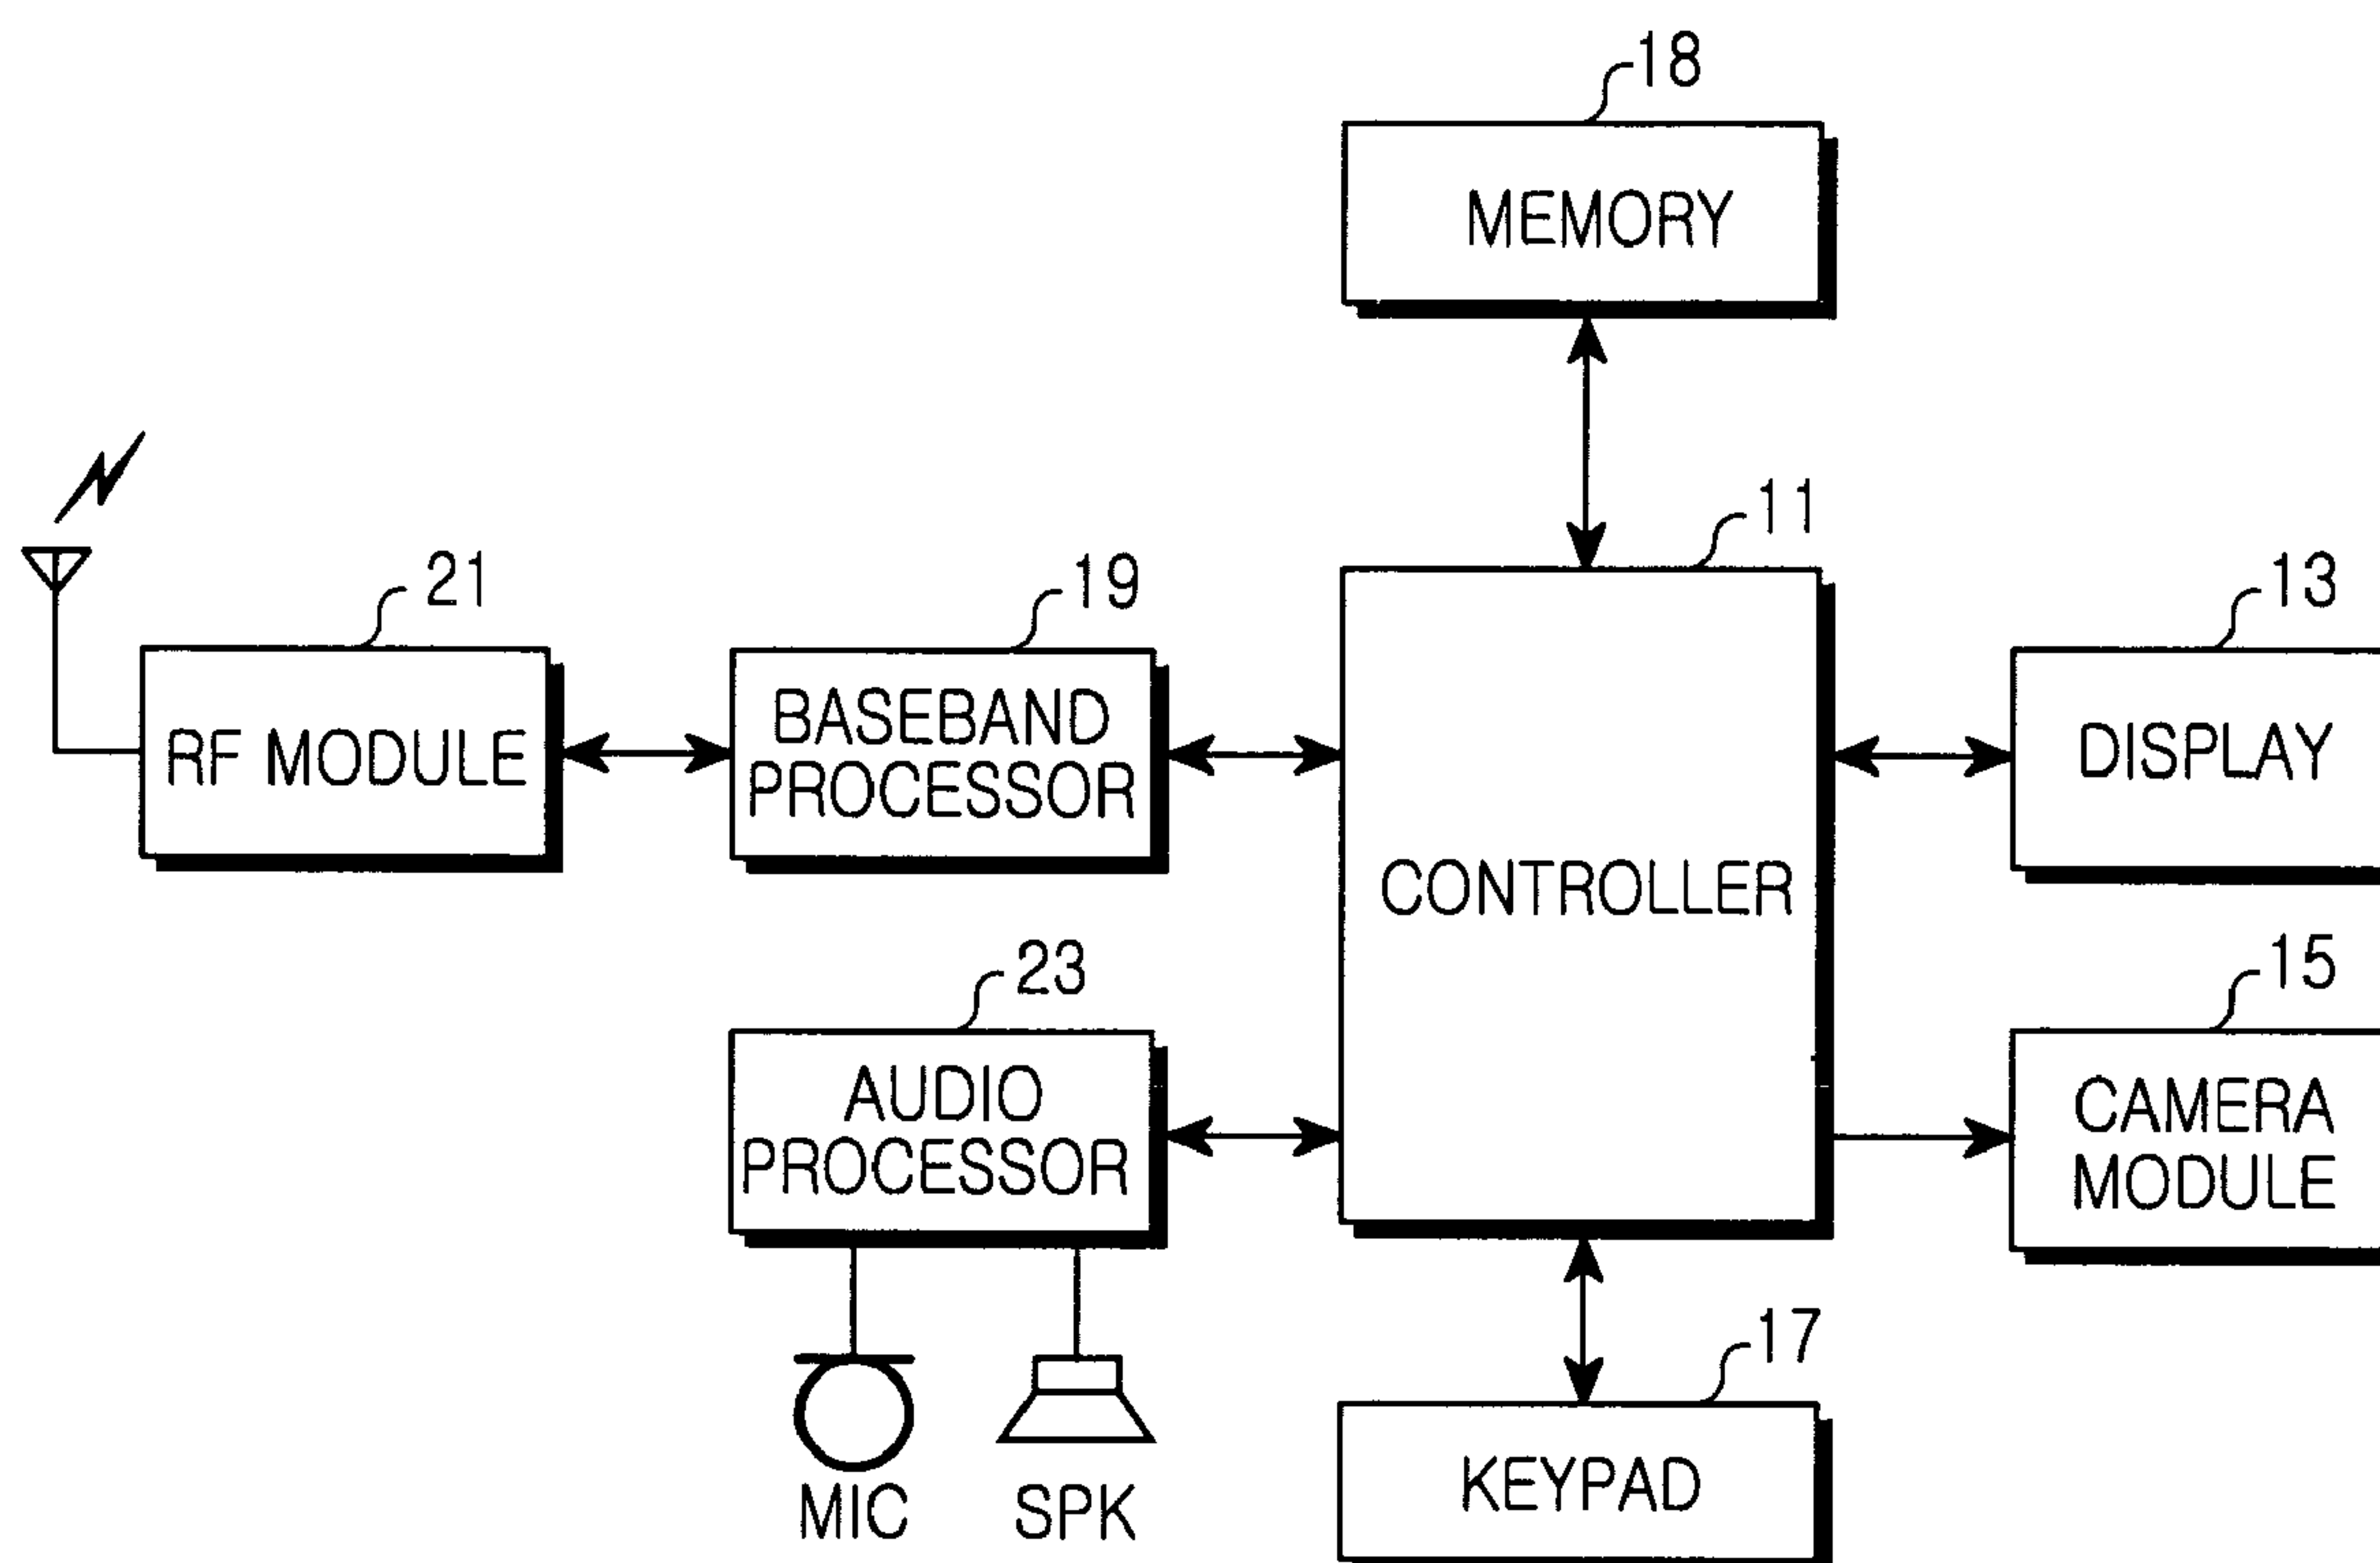 18
MEMORY
11
21
19
13
RF MODULE
BASEBAND
PROCESSOR
DISPLAY
CONTROLLER
23
15
AUDIO
PROCESSOR
CAMERA
MODULE
17
KEYPAD
MIC
SPK